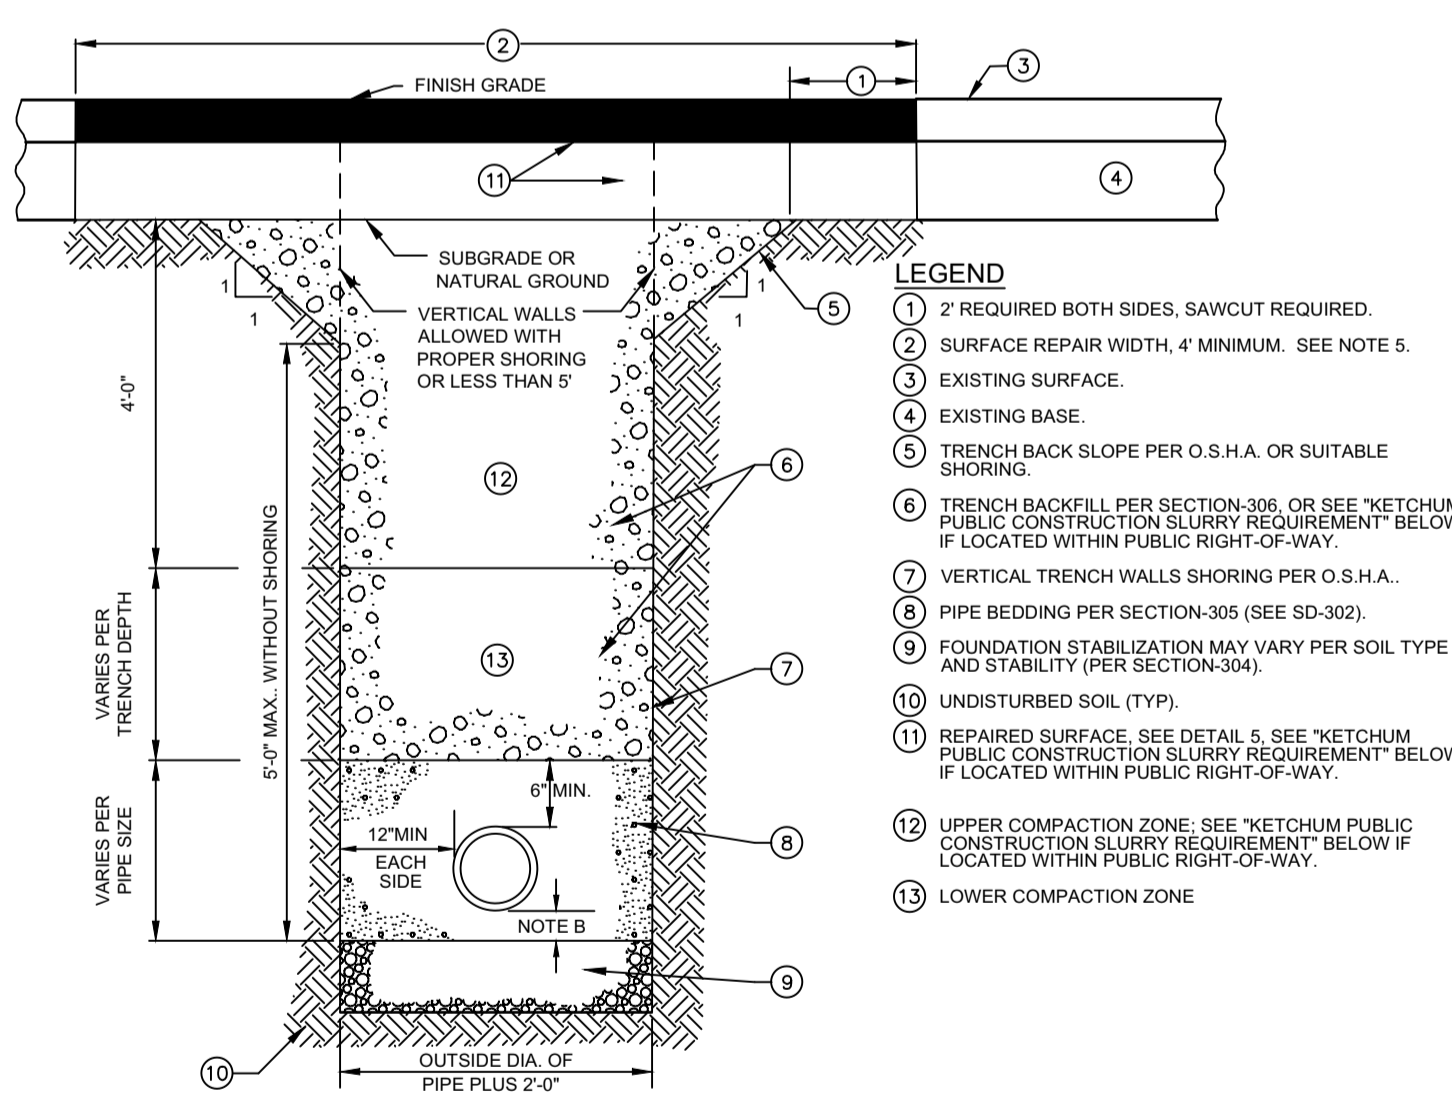 2
FINISH GRADE
1
3
11
4
SUBGRADE OR
NATURAL GROUND
1
1
1
1
VERTICAL WALLS
ALLOWED WITH
PROPER SHORING
OR LESS THAN 5'
5
4'-0"
12
6
5'-0" MAX.. WITHOUT SHORING
VARIES PER
TRENCH DEPTH
13
7
VARIES PER
PIPE SIZE
6" MIN.
12"MIN
EACH
SIDE
8
NOTE B
9
10
OUTSIDE DIA. OF
PIPE PLUS 2'-0"
LEGEND
1 2' REQUIRED BOTH SIDES, SAWCUT REQUIRED.
2 SURFACE REPAIR WIDTH, 4' MINIMUM. SEE NOTE 5.
3 EXISTING SURFACE.
4 EXISTING BASE.
5 TRENCH BACK SLOPE PER O.S.H.A. OR SUITABLE
SHORING.
6 TRENCH BACKFILL PER SECTION-306, OR SEE "KETCHUM
PUBLIC CONSTRUCTION SLURRY REQUIREMENT" BELOW
IF LOCATED WITHIN PUBLIC RIGHT-OF-WAY.
7 VERTICAL TRENCH WALLS SHORING PER O.S.H.A..
8 PIPE BEDDING PER SECTION-305 (SEE SD-302).
9 FOUNDATION STABILIZATION MAY VARY PER SOIL TYPE
AND STABILITY (PER SECTION-304).
10 UNDISTURBED SOIL (TYP).
11 REPAIRED SURFACE, SEE DETAIL 5, SEE "KETCHUM
PUBLIC CONSTRUCTION SLURRY REQUIREMENT" BELOW
IF LOCATED WITHIN PUBLIC RIGHT-OF-WAY.
12 UPPER COMPACTION ZONE; SEE "KETCHUM PUBLIC
CONSTRUCTION SLURRY REQUIREMENT" BELOW IF
LOCATED WITHIN PUBLIC RIGHT-OF-WAY.
13 LOWER COMPACTION ZONE